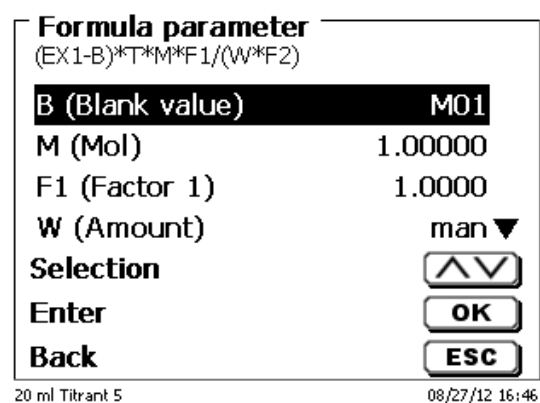 Formula parameter
(EX1-B)*T*M*F1/(W*F2)
B (Blank value) M01
M (Mol) 1.00000
F1 (Factor 1) 1.0000
W (Amount) man
Selection
Enter OK
Back ESC
20 ml Titrant 5 08/27/12 16:46